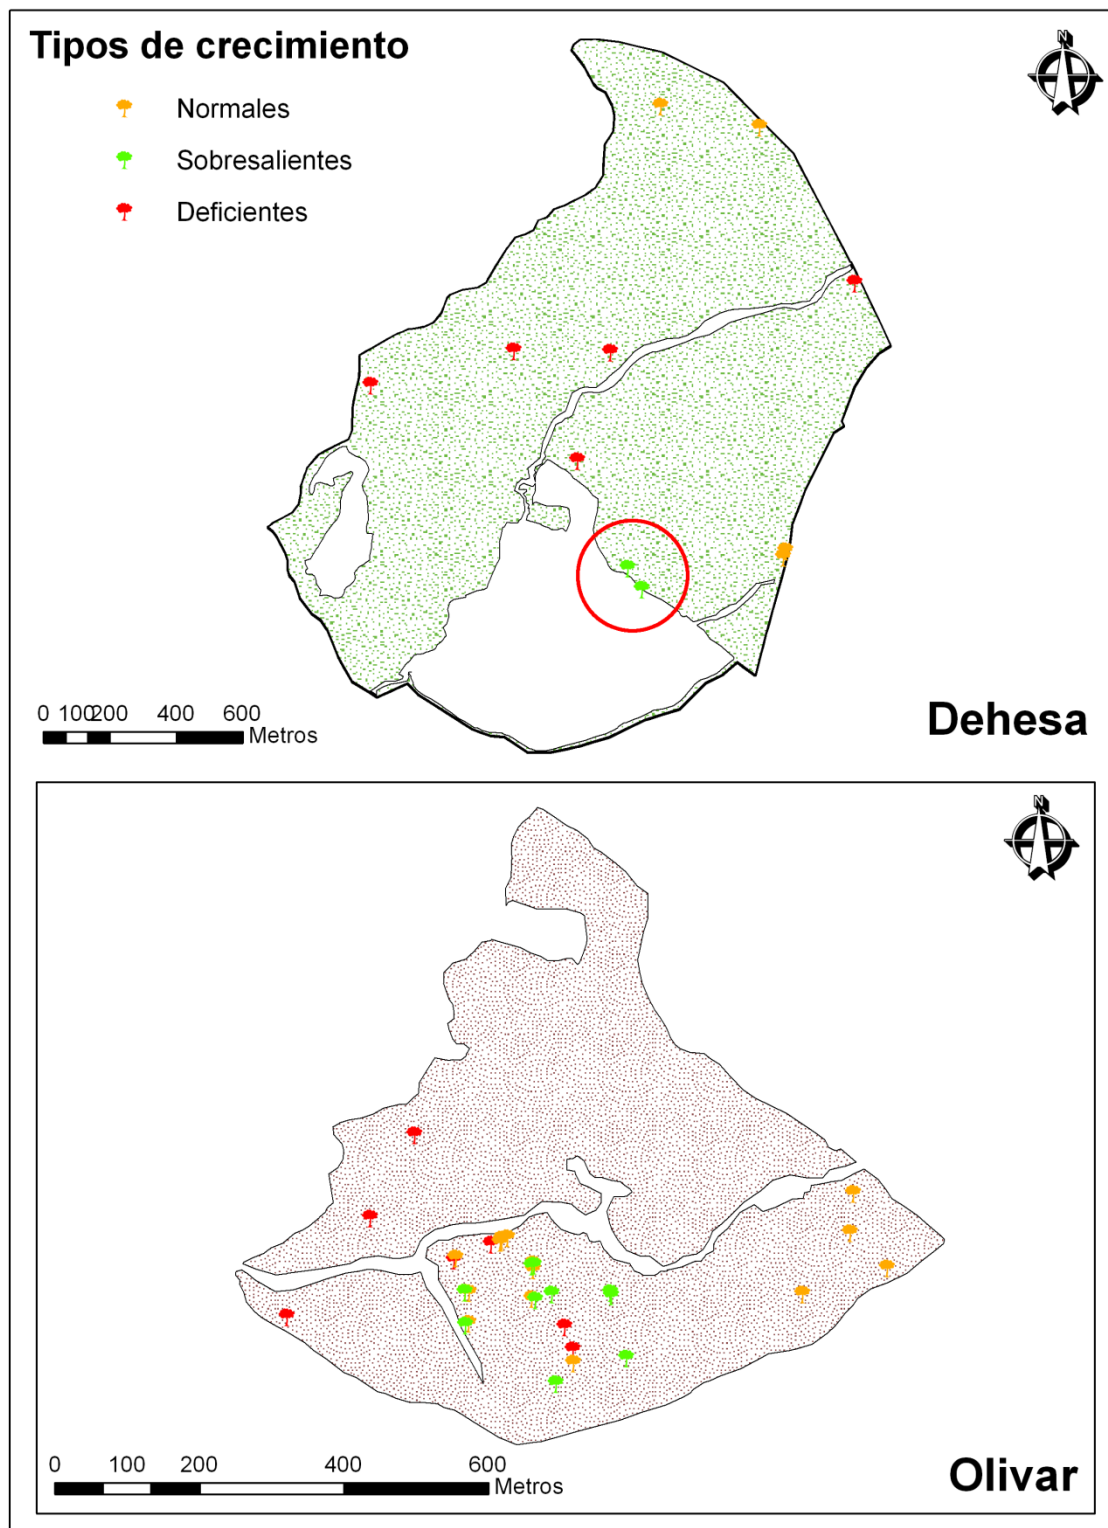 Tipos de crecimiento
N
Normales
Sobresalientes
Deficientes
0 100200 400 600
Metros
Dehesa
N
0 100 200 400 600
Metros
Olivar